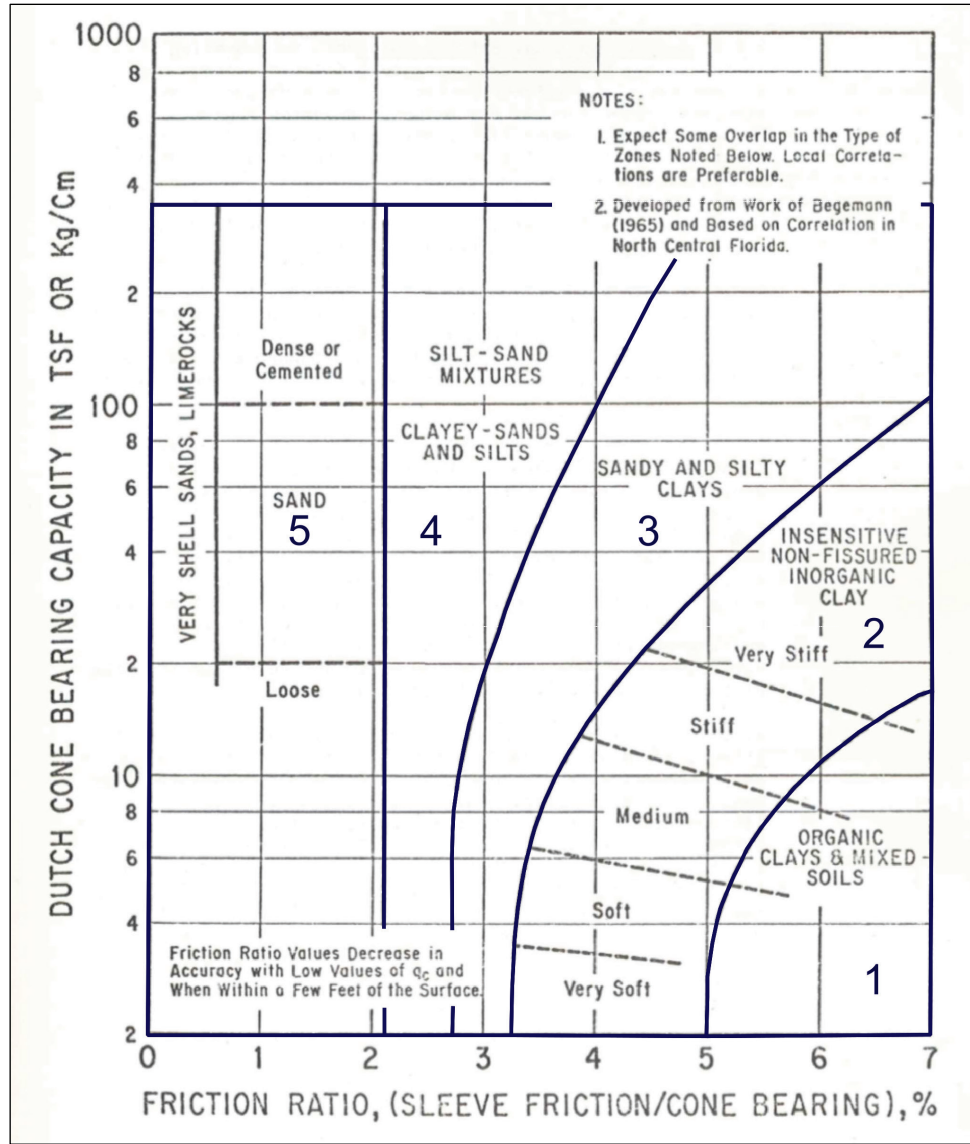 1000
8
6
4
2
100
8
6
4
2
10
8
6
4
2
DUTCH CONE BEARING CAPACITY IN TSF OR Kg/Cm
NOTES:
1. Expect Some Overlap in the Type of
Zones Noted Below. Local Correla-
tions are Preferable.
2. Developed from Work of Begemann
(1965) and Based on Correlation in
North Central Florida.
VERY SHELL SANDS, LIMEROCKS
Dense or
Cemented
SAND
5
Loose
SILT-SAND
MIXTURES
CLAYEY-SANDS
AND SILTS
4
SANDY AND SILTY
CLAYS
3
INSENSITIVE
NON-FISSURED
INORGANIC
CLAY
2
Very Stiff
Stiff
Medium
ORGANIC
CLAYS & MIXED
SOILS
Soft
Very Soft
1
Friction Ratio Values Decrease in
Accuracy with Low Values of qc and
When Within a Few Feet of the Surface.
0 1 2 3 4 5 6 7
FRICTION RATIO, (SLEEVE FRICTION/CONE BEARING), %